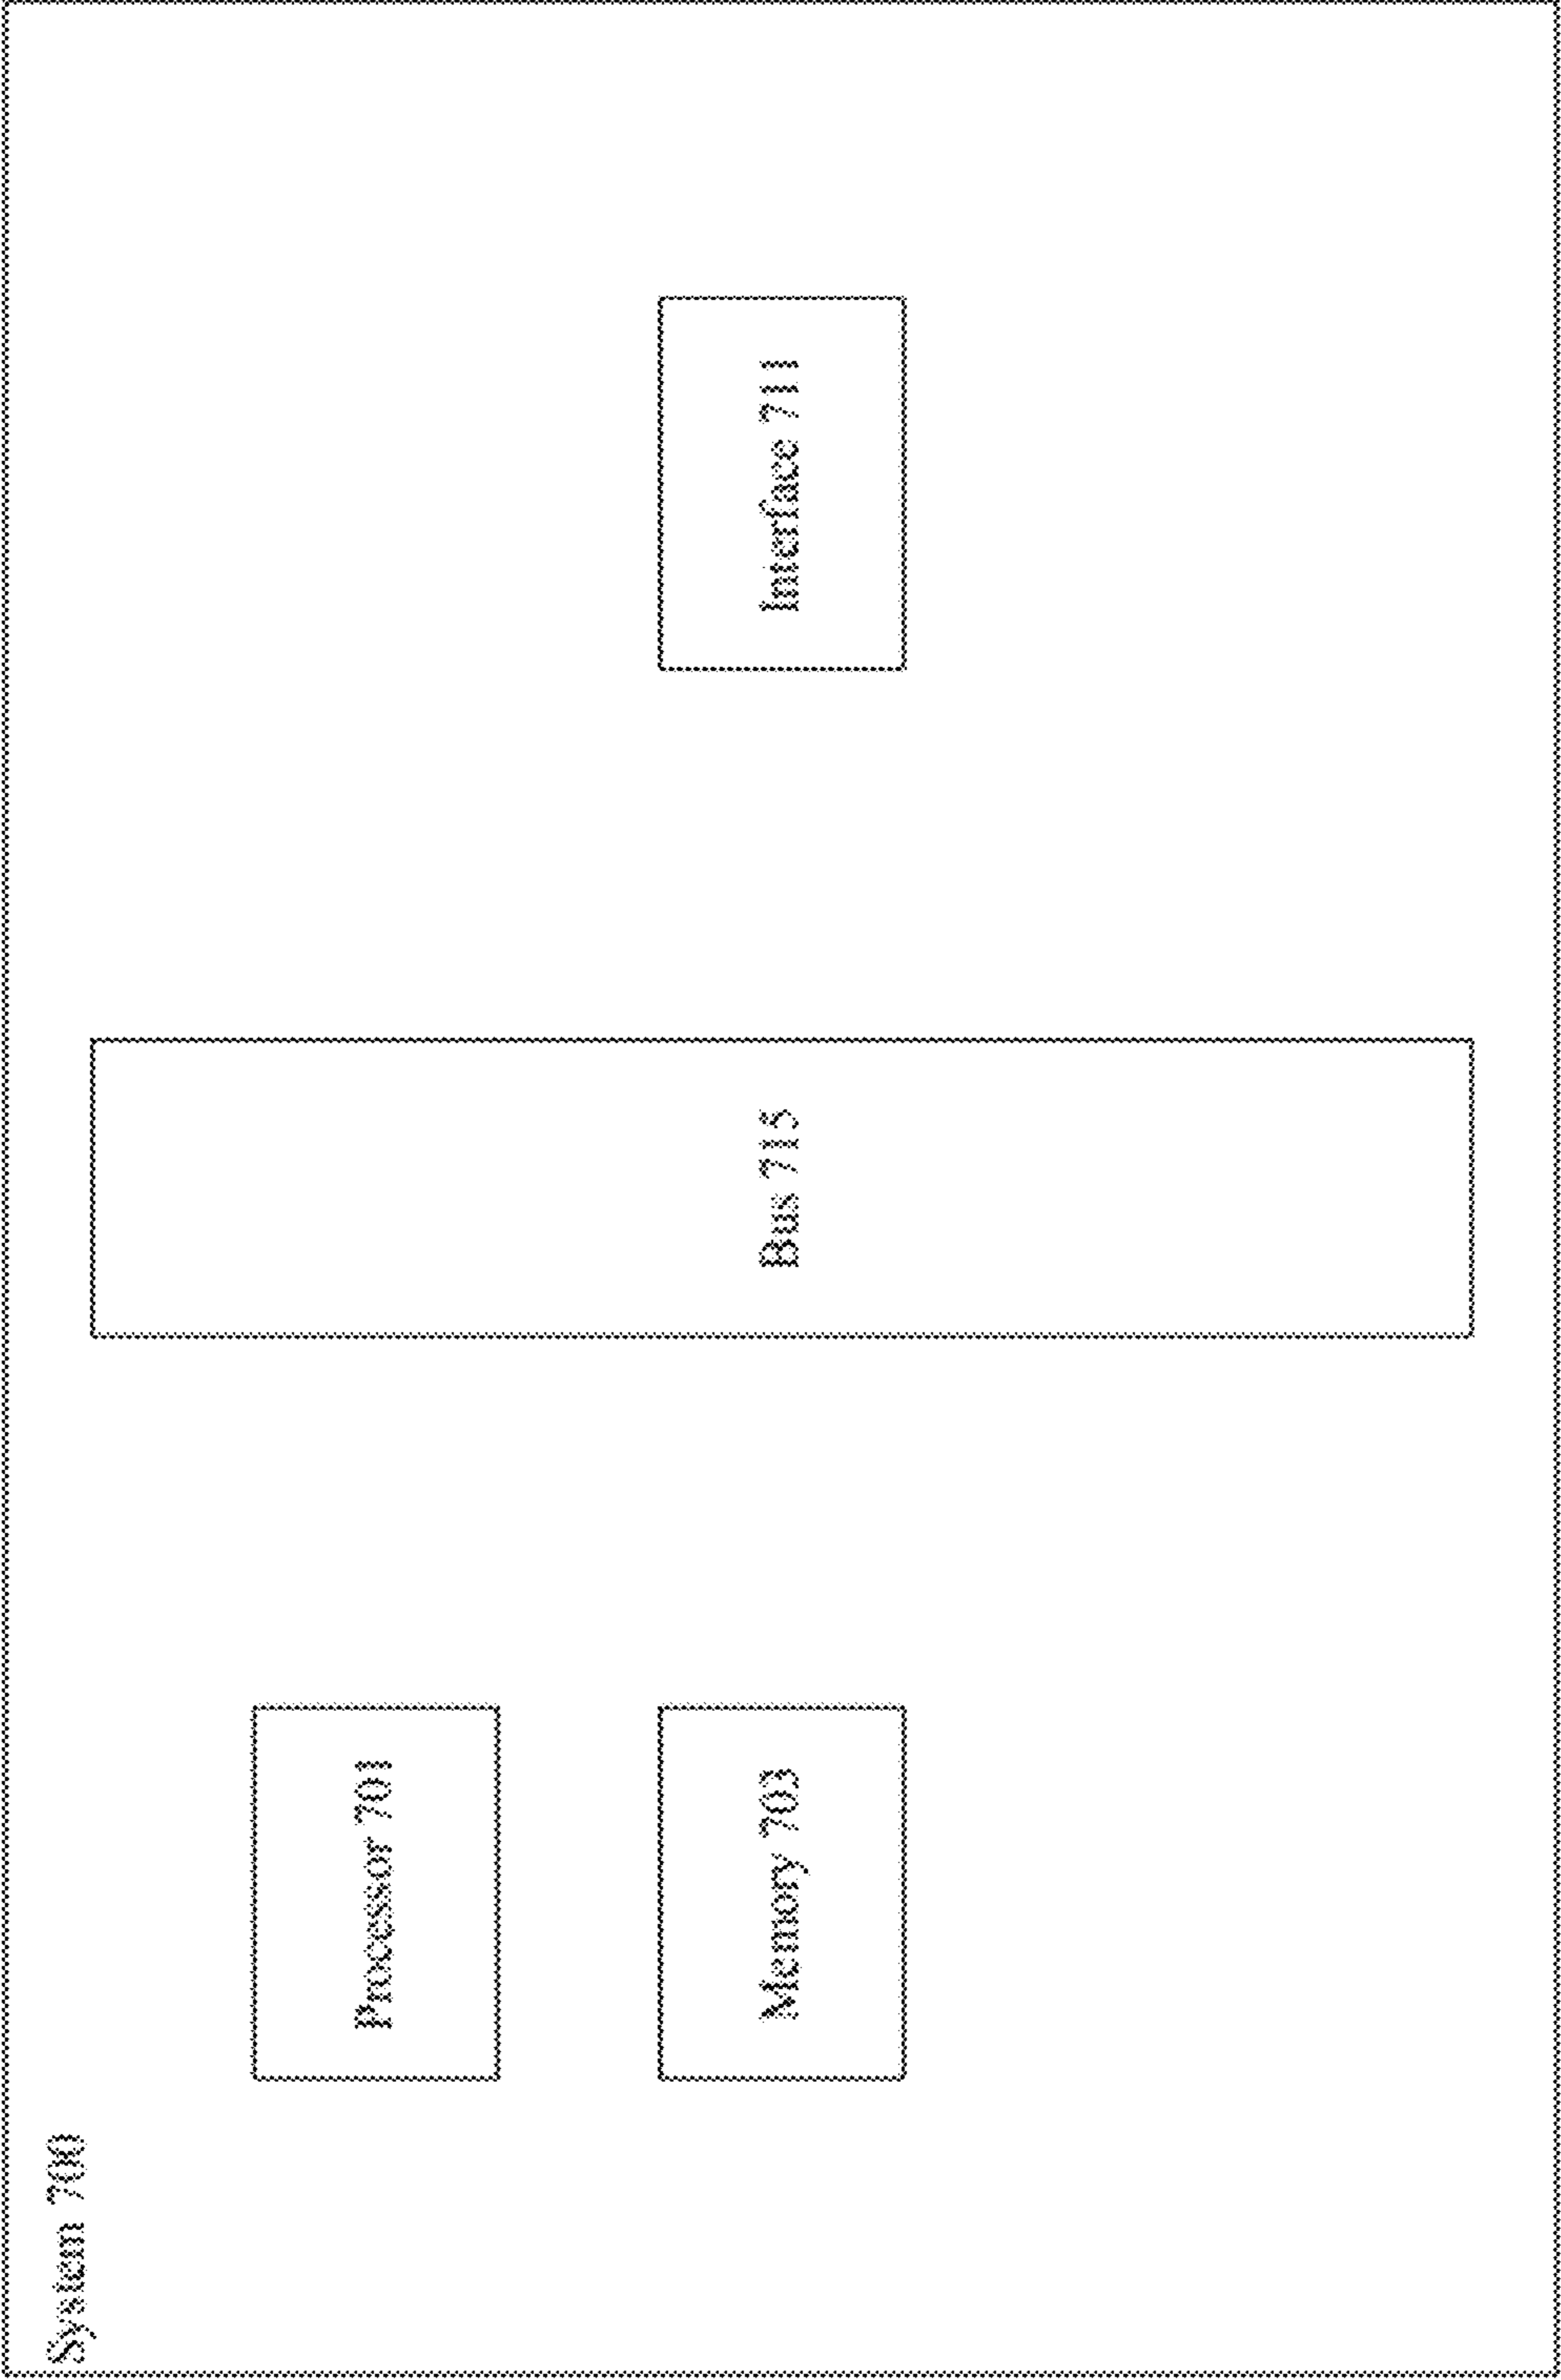 System 700
Processor 701
Memory 703
Bus 715
Interface 711